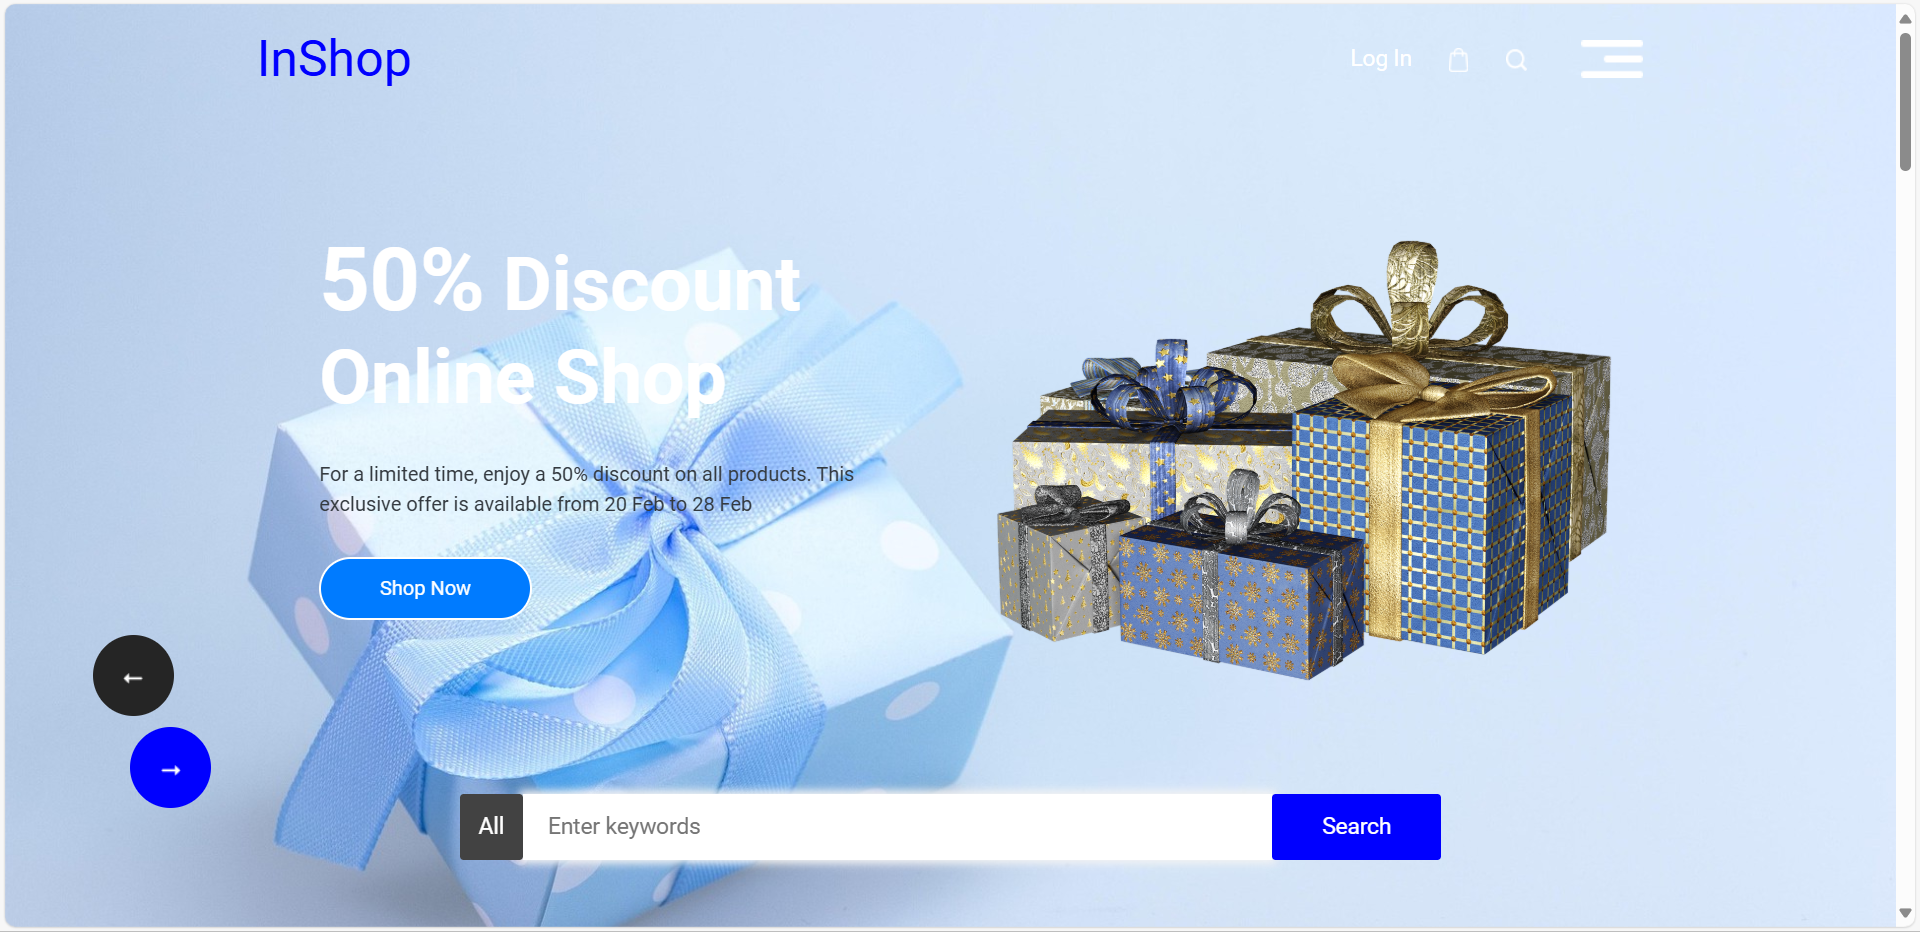 InShop
Log In
50% Discount
Online Shop
For a limited time, enjoy a 50% discount on all products. This
exclusive offer is available from 20 Feb to 28 Feb
Shop Now
←
→
All
Enter keywords
Search